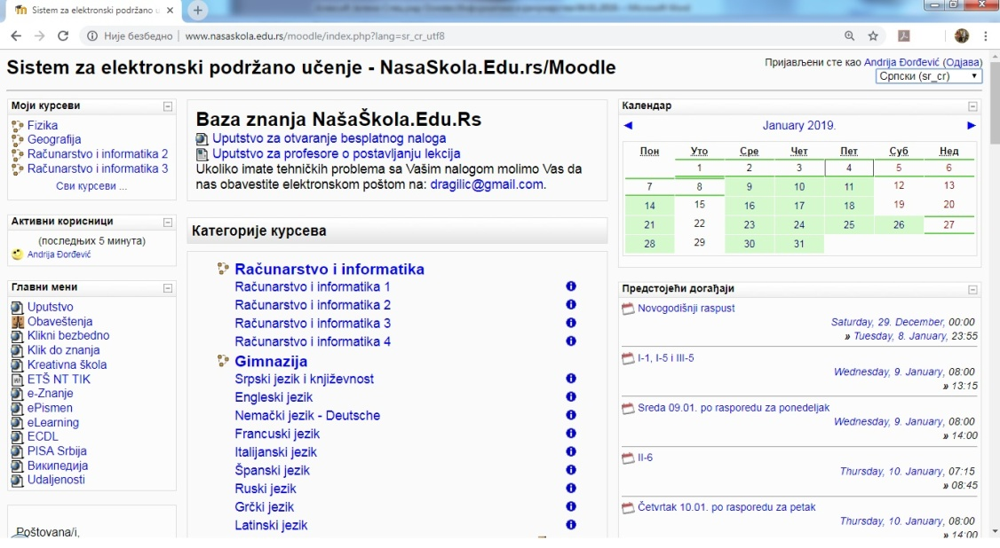 Sistem za elektronski podržano u
Није безбедно
www.nasaskola.edu.rs/moodle/index.php?lang=sr_cr_utf8
Sistem za elektronski podržano učenje - NasaSkola.Edu.rs/Moodle
Пријављени сте као Andrija Đorđević (Одјава)
Српски (sr_cr)
Моји курсеви
Fizika
Geografija
Računarstvo i informatika 2
Računarstvo i informatika 3
Сви курсеви ...
Активни корисници
(последњих 5 минута)
Andrija Đorđević
Главни мени
Uputstvo
Obaveštenja
Klikni bezbedno
Klik do znanja
Kreativna škola
ETŠ NT TIK
e-Znanje
ePismen
eLearning
ECDL
PISA Srbija
Википедија
Udaljenosti
Poštovana/i,
Baza znanja NašaŠkola.Edu.Rs
Uputstvo za otvaranje besplatnog naloga
Uputstvo za profesore o postavljanju lekcija
Ukoliko imate tehničkih problema sa Vašim nalogom molimo Vas da
nas obavestite elektronskom poštom na: dragilic@gmail.com.
Категорије курсева
Računarstvo i informatika
Računarstvo i informatika 1
Računarstvo i informatika 2
Računarstvo i informatika 3
Računarstvo i informatika 4
Gimnazija
Srpski jezik i književnost
Engleski jezik
Nemački jezik - Deutsche
Francuski jezik
Italijanski jezik
Španski jezik
Ruski jezik
Grčki jezik
Latinski jezik
Календар
January 2019.
Пон Уто Сре Чет Пет Суб Нед
1 2 3 4 5 6
7 8 9 10 11 12 13
14 15 16 17 18 19 20
21 22 23 24 25 26 27
28 29 30 31
Предстојећи догађаји
Novogodišnji raspust
Saturday, 29. December, 00:00
» Tuesday, 8. January, 23:55
I-1, I-5 i III-5
Wednesday, 9. January, 08:00
» 13:15
Sreda 09.01. po rasporedu za ponedeljak
Wednesday, 9. January, 08:00
» 14:00
II-6
Thursday, 10. January, 07:15
» 08:45
Četvrtak 10.01. po rasporedu za petak
Thursday, 10. January, 08:00
» 14:00